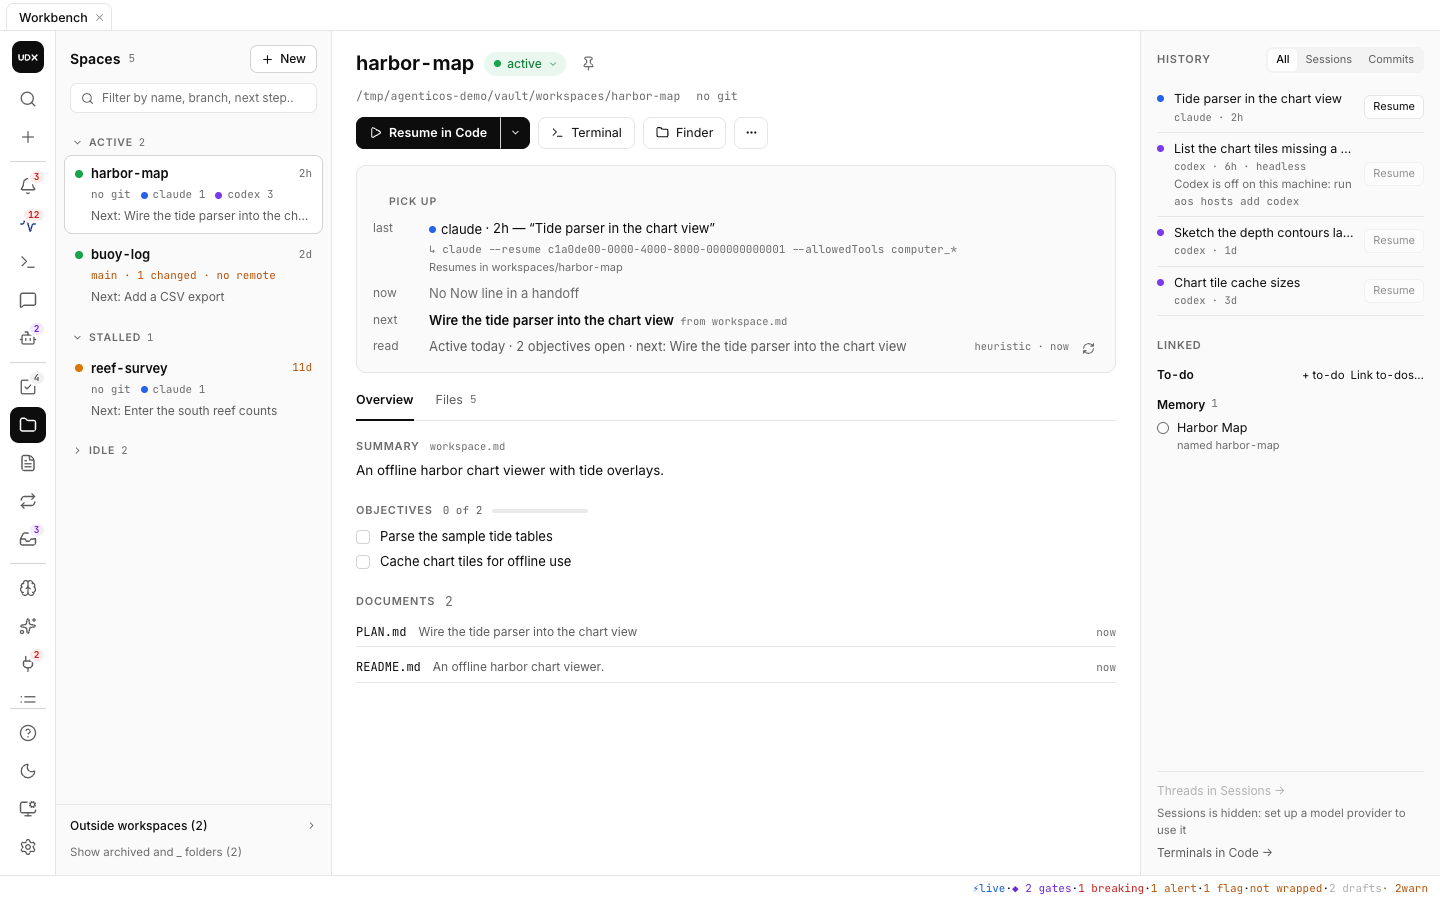 Workbench
UDX
Spaces 5
New
Filter by name, branch, next step..
3
12
2
4
3
2
ACTIVE 2
harbor-map 2h
no git claude 1 codex 3
Next: Wire the tide parser into the ch...
buoy-log 2d
main · 1 changed · no remote
Next: Add a CSV export
STALLED 1
reef-survey 11d
no git claude 1
Next: Enter the south reef counts
IDLE 2
Outside workspaces (2)
Show archived and _ folders (2)
harbor-map active
/tmp/agenticos-demo/vault/workspaces/harbor-map no git
Resume in Code
Terminal
Finder
PICK UP
last claude · 2h — “Tide parser in the chart view”
↳ claude --resume c1a0de00-0000-4000-8000-000000000001 --allowedTools computer_*
Resumes in workspaces/harbor-map
now No Now line in a handoff
next Wire the tide parser into the chart view from workspace.md
read Active today · 2 objectives open · next: Wire the tide parser into the chart view heuristic · now
Overview Files 5
SUMMARY workspace.md
An offline harbor chart viewer with tide overlays.
OBJECTIVES 0 of 2
Parse the sample tide tables
Cache chart tiles for offline use
DOCUMENTS 2
PLAN.md Wire the tide parser into the chart view now
README.md An offline harbor chart viewer. now
HISTORY All Sessions Commits
Tide parser in the chart view
claude · 2h
Resume
List the chart tiles missing a ...
codex · 6h · headless
Codex is off on this machine: run
aos hosts add codex
Resume
Sketch the depth contours la...
codex · 1d
Resume
Chart tile cache sizes
codex · 3d
Resume
LINKED
To-do + to-do Link to-dos...
Memory 1
Harbor Map
named harbor-map
Threads in Sessions →
Sessions is hidden: set up a model provider to
use it
Terminals in Code →
⚡live·◆ 2 gates·1 breaking·1 alert·1 flag·not wrapped·2 drafts· 2warn